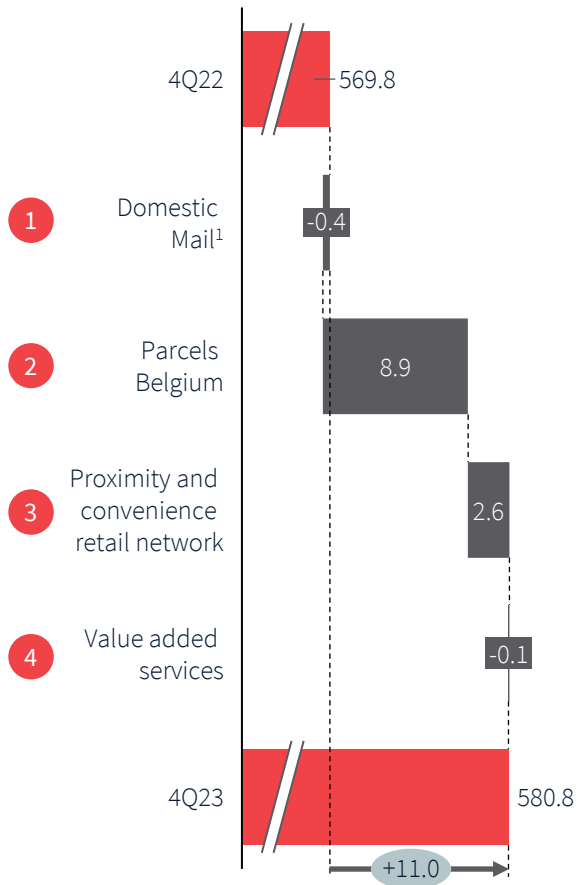 4Q22
569.8
1
Domestic
Mail¹
-0.4
2
Parcels
Belgium
8.9
3
Proximity and
convenience
retail network
2.6
4
Value added
services
-0.1
4Q23
580.8
+11.0